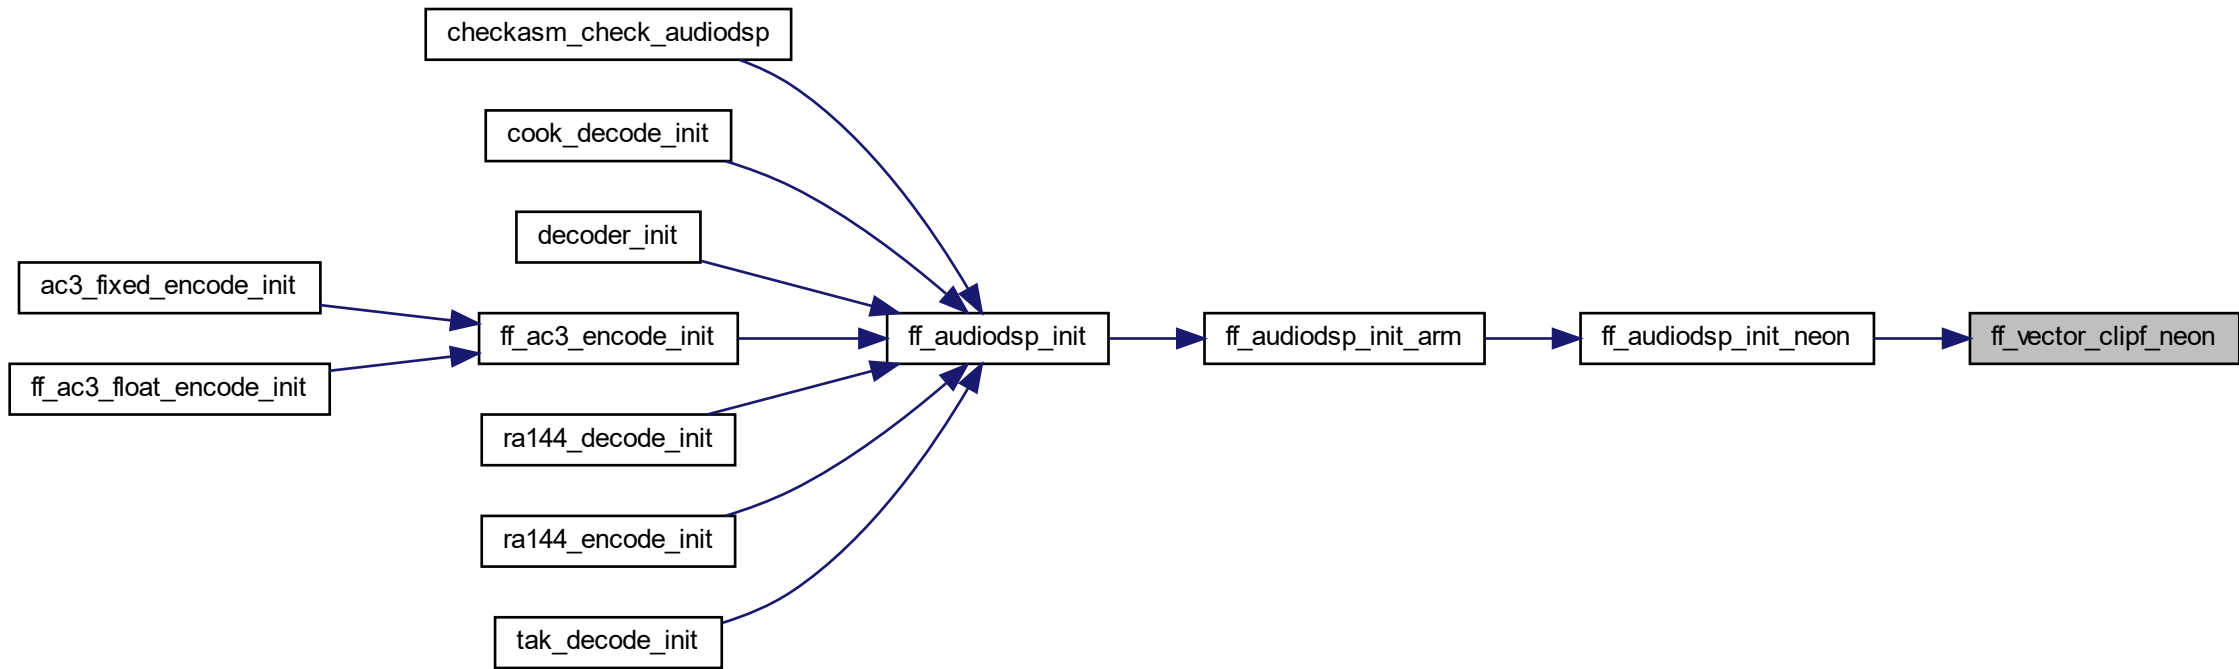 checkasm_check_audiodsp
cook_decode_init
decoder_init
ac3_fixed_encode_init
ff_ac3_encode_init
ff_audiodsp_init
ff_audiodsp_init_arm
ff_audiodsp_init_neon
ff_vector_clipf_neon
ff_ac3_float_encode_init
ra144_decode_init
ra144_encode_init
tak_decode_init